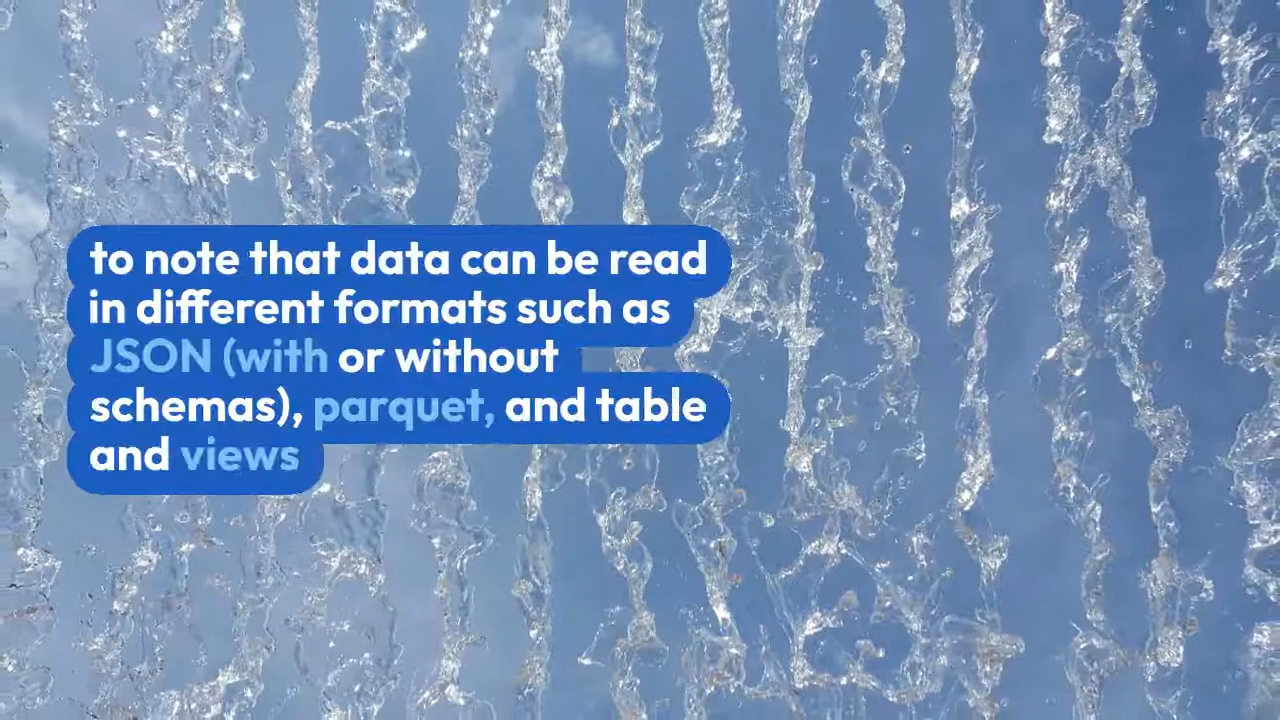 to note that data can be read
in different formats such as
JSON (with or without
schemas), parquet, and table
and views